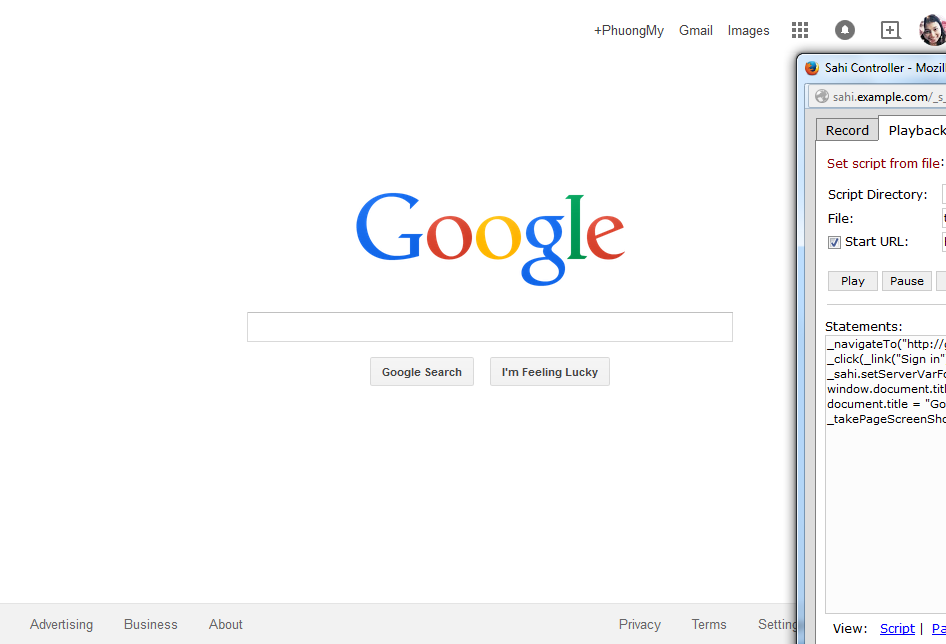 +PhuongMy Gmail Images
Sahi Controller - Mozil
sahi.example.com/_s_
Record Playback
Set script from file:
Script Directory:
File:
Start URL:
Play Pause
Google
Google Search I'm Feeling Lucky
Statements:
_navigateTo("http://g
_click(_link("Sign in"
_sahi.setServerVarFo
window.document.titl
document.title = "Go
_takePageScreenSho
Advertising Business About Privacy Terms Setting
View: Script | Pa